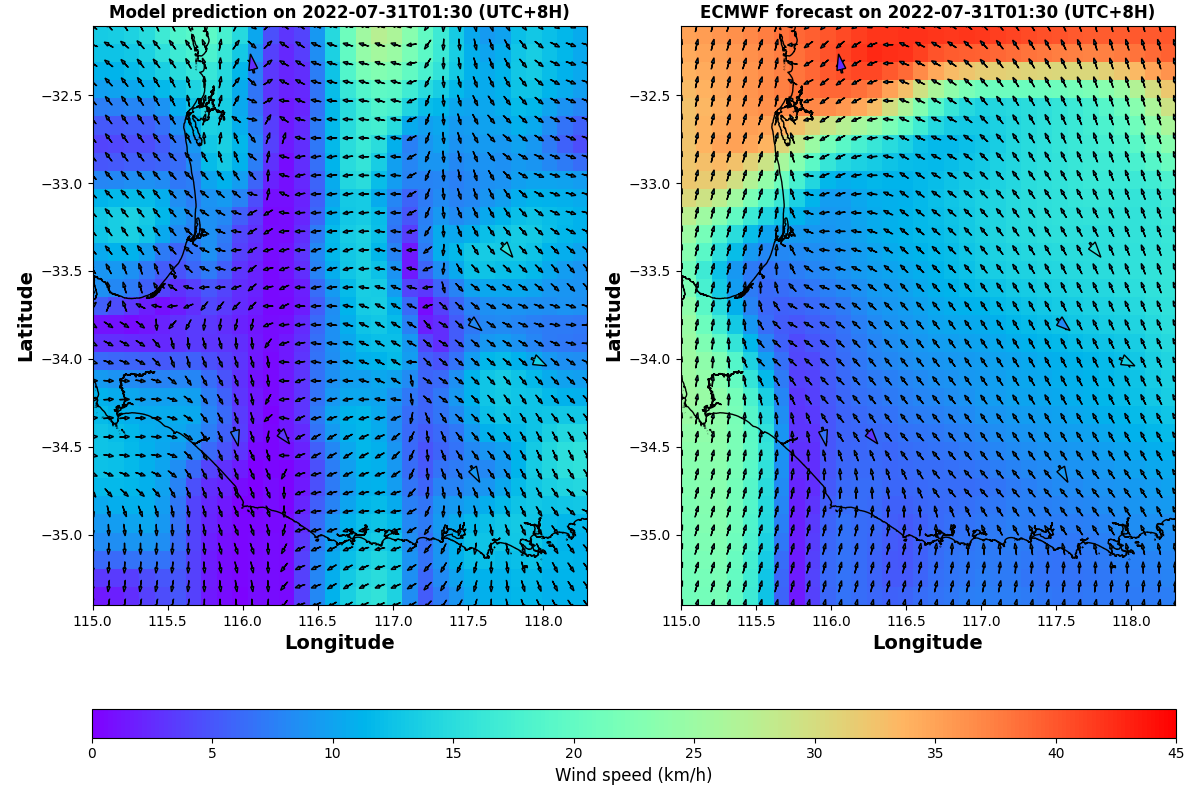 Model prediction on 2022-07-31T01:30 (UTC+8H)
ECMWF forecast on 2022-07-31T01:30 (UTC+8H)
Latitude
−32.5
−33.0
−33.5
−34.0
−34.5
−35.0
115.0 115.5 116.0 116.5 117.0 117.5 118.0
Longitude
Latitude
−32.5
−33.0
−33.5
−34.0
−34.5
−35.0
115.0 115.5 116.0 116.5 117.0 117.5 118.0
Longitude
0 5 10 15 20 25 30 35 40 45
Wind speed (km/h)